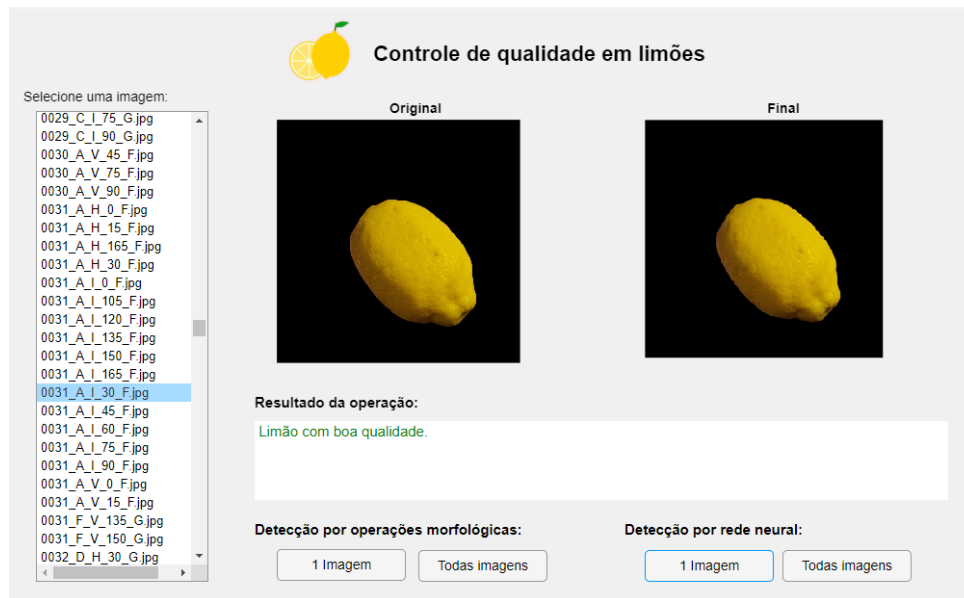 Controle de qualidade em limões
Selecione uma imagem:
0029_C_I_75_G.jpg
0029_C_I_90_G.jpg
0030_A_V_45_F.jpg
0030_A_V_75_F.jpg
0030_A_V_90_F.jpg
0031_A_H_0_F.jpg
0031_A_H_15_F.jpg
0031_A_H_165_F.jpg
0031_A_H_30_F.jpg
0031_A_I_0_F.jpg
0031_A_I_105_F.jpg
0031_A_I_120_F.jpg
0031_A_I_135_F.jpg
0031_A_I_150_F.jpg
0031_A_I_165_F.jpg
0031_A_I_30_F.jpg
0031_A_I_45_F.jpg
0031_A_I_60_F.jpg
0031_A_I_75_F.jpg
0031_A_I_90_F.jpg
0031_A_V_0_F.jpg
0031_A_V_15_F.jpg
0031_F_V_135_G.jpg
0031_F_V_150_G.jpg
0032_D_H_30_G.jpg
Original
Final
Resultado da operação:
Limão com boa qualidade.
Detecção por operações morfológicas:
1 Imagem
Todas imagens
Detecção por rede neural:
1 Imagem
Todas imagens